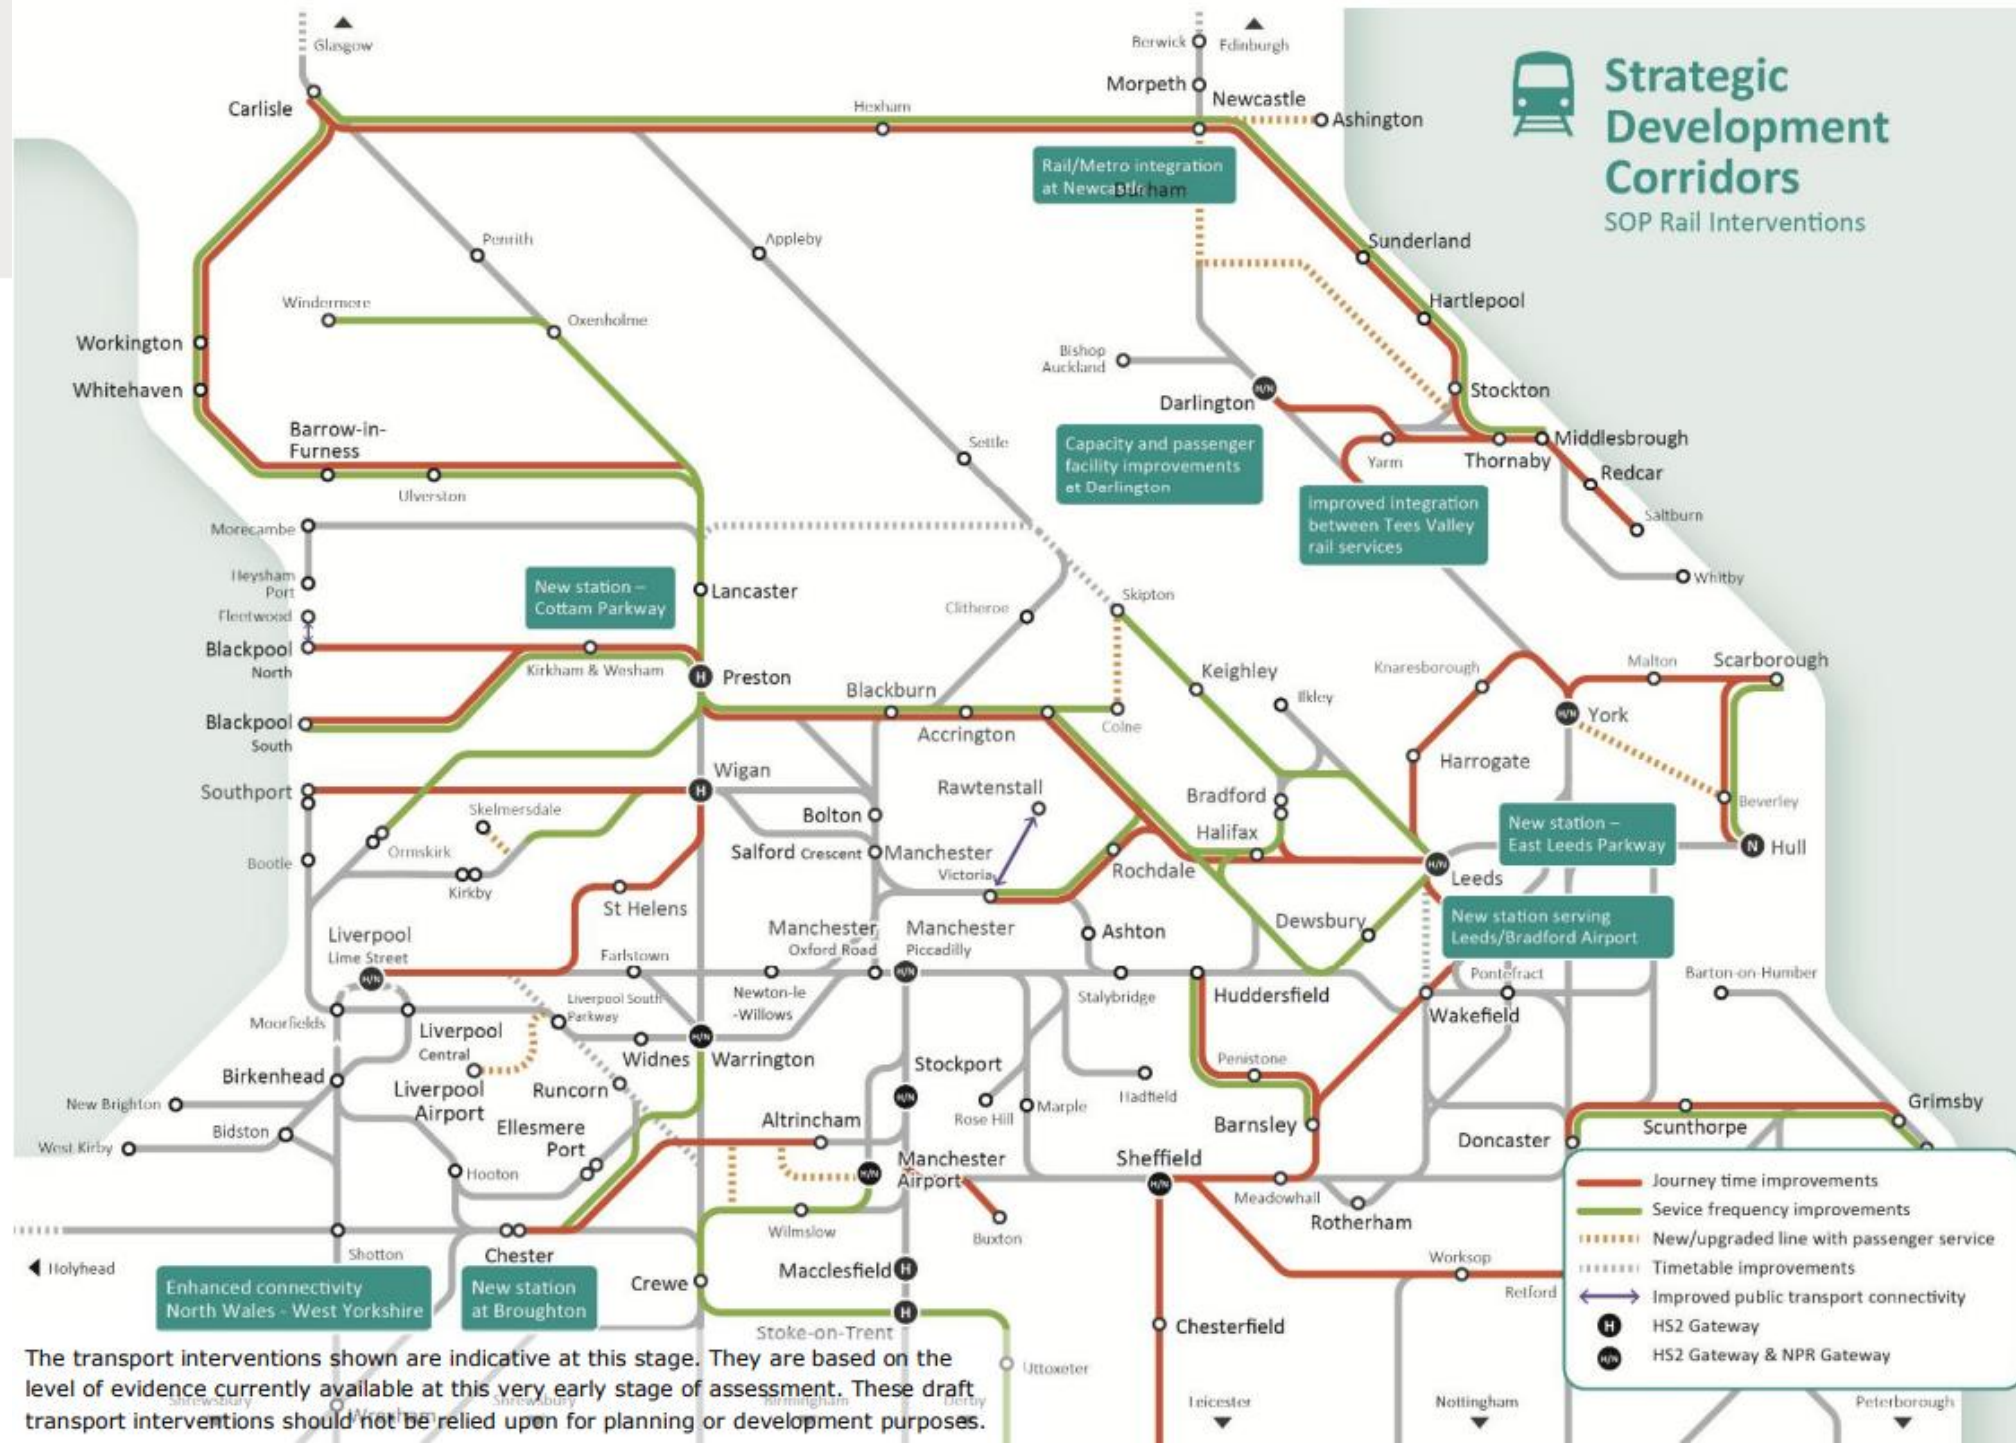 Glasgow
Berwick
Edinburgh
Morpeth
Newcastle
Carlisle
Hexham
Ashington
Strategic
Development
Corridors
SOP Rail Interventions
Rail/Metro integration
at Newcastle
Durham
Penrith
Appleby
Sunderland
Windermere
Oxenholme
Hartlepool
Workington
Whitehaven
Bishop
Auckland
Darlington
Stockton
Barrow-in-
Furness
Ulverston
Settle
Capacity and passenger
facility improvements
at Darlington
Yarm
Thornaby
Middlesbrough
Redcar
Saltburn
Whitby
Improved Integration
between Tees Valley
rail services
Morecambe
Heysham
Port
Fleetwood
Blackpool
North
New station –
Cottam Parkway
Lancaster
Clitheroe
Skipton
Kirkham & Wesham
H
Preston
Blackpool
South
Blackburn
Accrington
Colne
Keighley
Ilkley
Knaresborough
Malton
Scarborough
H/N
York
Harrogate
Southport
Wigan
H
Skelmersdale
Bolton
Rawtenstall
Bradford
Halifax
Beverley
New station –
East Leeds Parkway
N
Hull
Bootle
Ormskirk
Kirkby
Salford Crescent
Manchester
Victoria
Rochdale
H/N
Leeds
St Helens
Dewsbury
New station serving
Leeds/Bradford Airport
Liverpool
Lime Street
H/N
Earlstown
Manchester
Oxford Road
Manchester
Piccadilly
H/N
Ashton
Stalybridge
Huddersfield
Pontefract
Wakefield
Barton-on-Humber
Moorfields
Liverpool
Central
Liverpool South
Parkway
Newton-le
-Willows
Widnes
H/N
Warrington
Birkenhead
Liverpool
Airport
Runcorn
Stockport
H/N
Penistone
Hadfield
New Brighton
Bidston
West Kirby
Ellesmere
Port
Hooton
Altrincham
Rose Hill
Marple
Barnsley
Doncaster
Scunthorpe
Grimsby
H/N
Manchester
Airport
Sheffield
H/N
Meadowhall
Rotherham
Wilmslow
Buxton
Shotton
Chester
Holyhead
Enhanced connectivity
North Wales - West Yorkshire
New station
at Broughton
Crewe
Macclesfield
H
H
Stoke-on-Trent
Uttoxeter
Chesterfield
Worksop
Retford
Journey time improvements
Sevice frequency improvements
New/upgraded line with passenger service
Timetable improvements
Improved public transport connectivity
H
HS2 Gateway
H/N
HS2 Gateway & NPR Gateway
The transport interventions shown are indicative at this stage. They are based on the
level of evidence currently available at this very early stage of assessment. These draft
transport interventions should not be relied upon for planning or development purposes.
Shrewsbury
Wrexham
Shrewsbury
Birmingham
Derby
Leicester
Nottingham
Peterborough